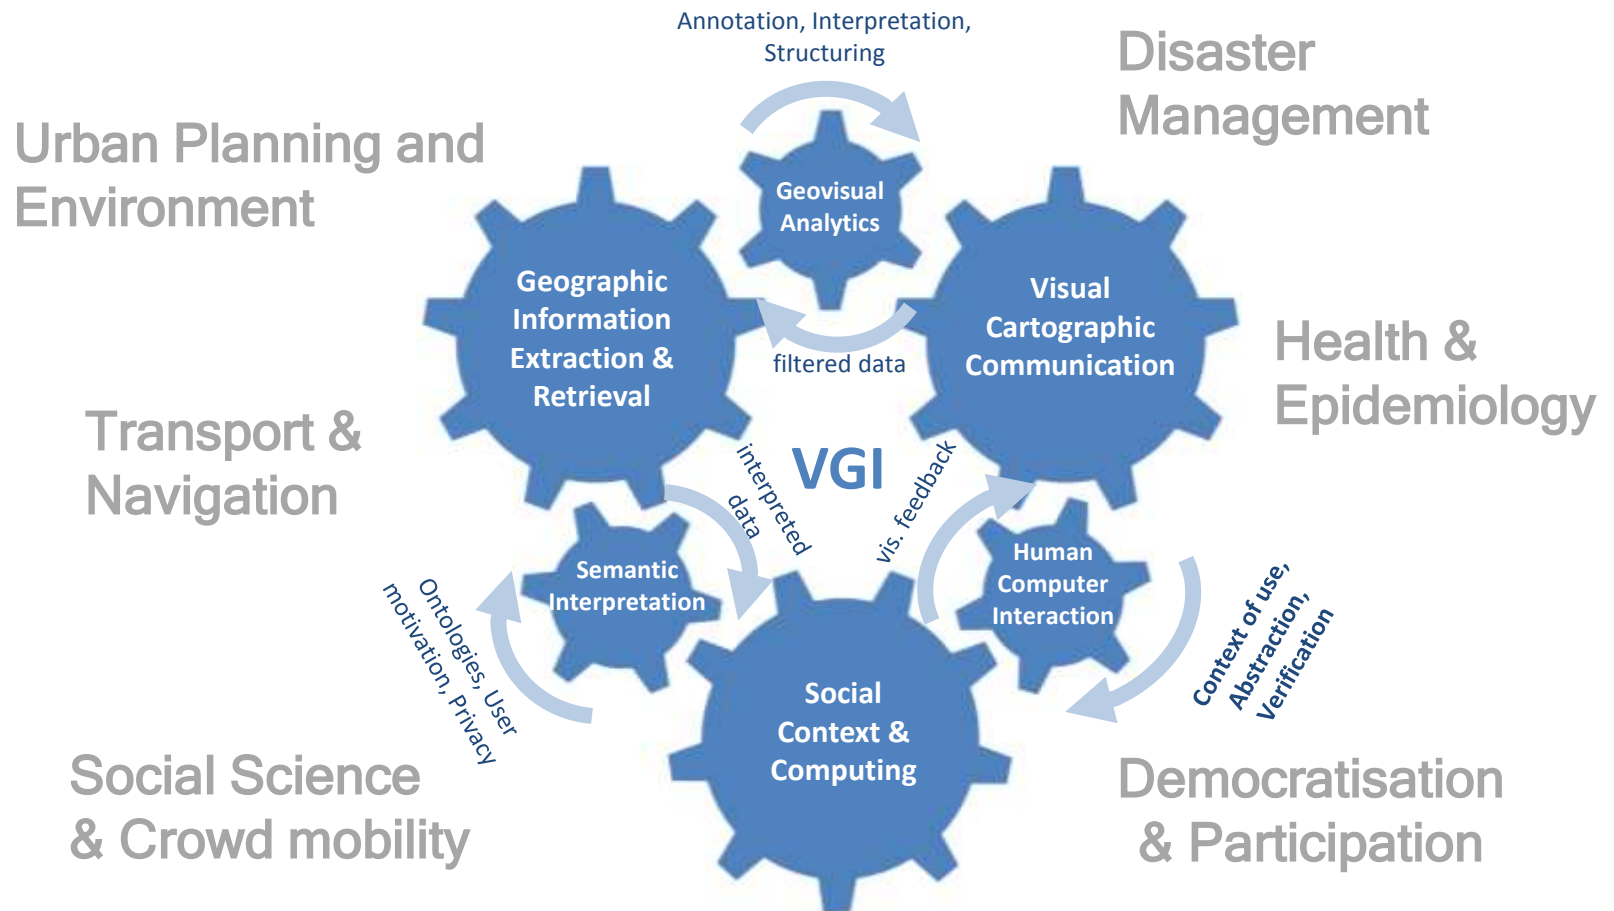 Annotation, Interpretation,
Structuring
Disaster
Management
Urban Planning and
Environment
Geovisual
Analytics
Geographic
Information
Extraction &
Retrieval
Visual
Cartographic
Communication
filtered data
Health &
Epidemiology
Transport &
Navigation
VGI
interpreted
data
vis. feedback
Semantic
Interpretation
Human
Computer
Interaction
Ontologies, User
motivation, Privacy
Context of use,
Abstraction,
Verification
Social
Context &
Computing
Social Science
& Crowd mobility
Democratisation
& Participation